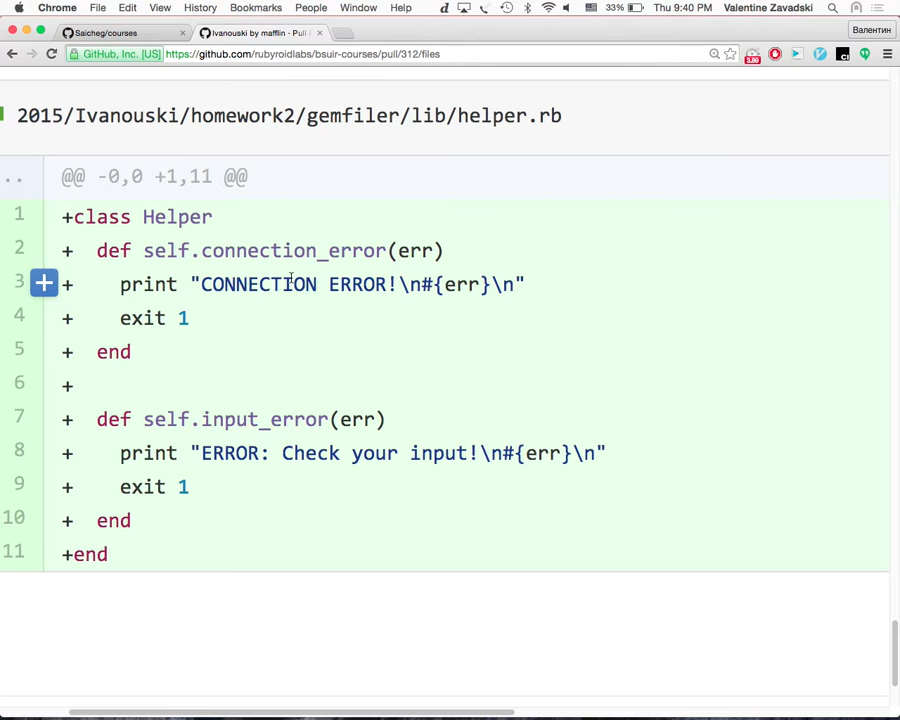 Chrome File Edit View History Bookmarks People Window Help 33% Thu 9:40 PM Valentine Zavadski
Saicheg/courses
Ivanouski by mafflin · Pull
Валентин
GitHub, Inc. [US] https://github.com/rubyroidlabs/bsuir-courses/pull/312/files
3.86
2015/Ivanouski/homework2/gemfiler/lib/helper.rb
.. @@ -0,0 +1,11 @@
1 +class Helper
2 +  def self.connection_error(err)
3 +    print "CONNECTION ERROR!\n#{err}\n"
4 +    exit 1
5 +  end
6 +
7 +  def self.input_error(err)
8 +    print "ERROR: Check your input!\n#{err}\n"
9 +    exit 1
10 +  end
11 +end